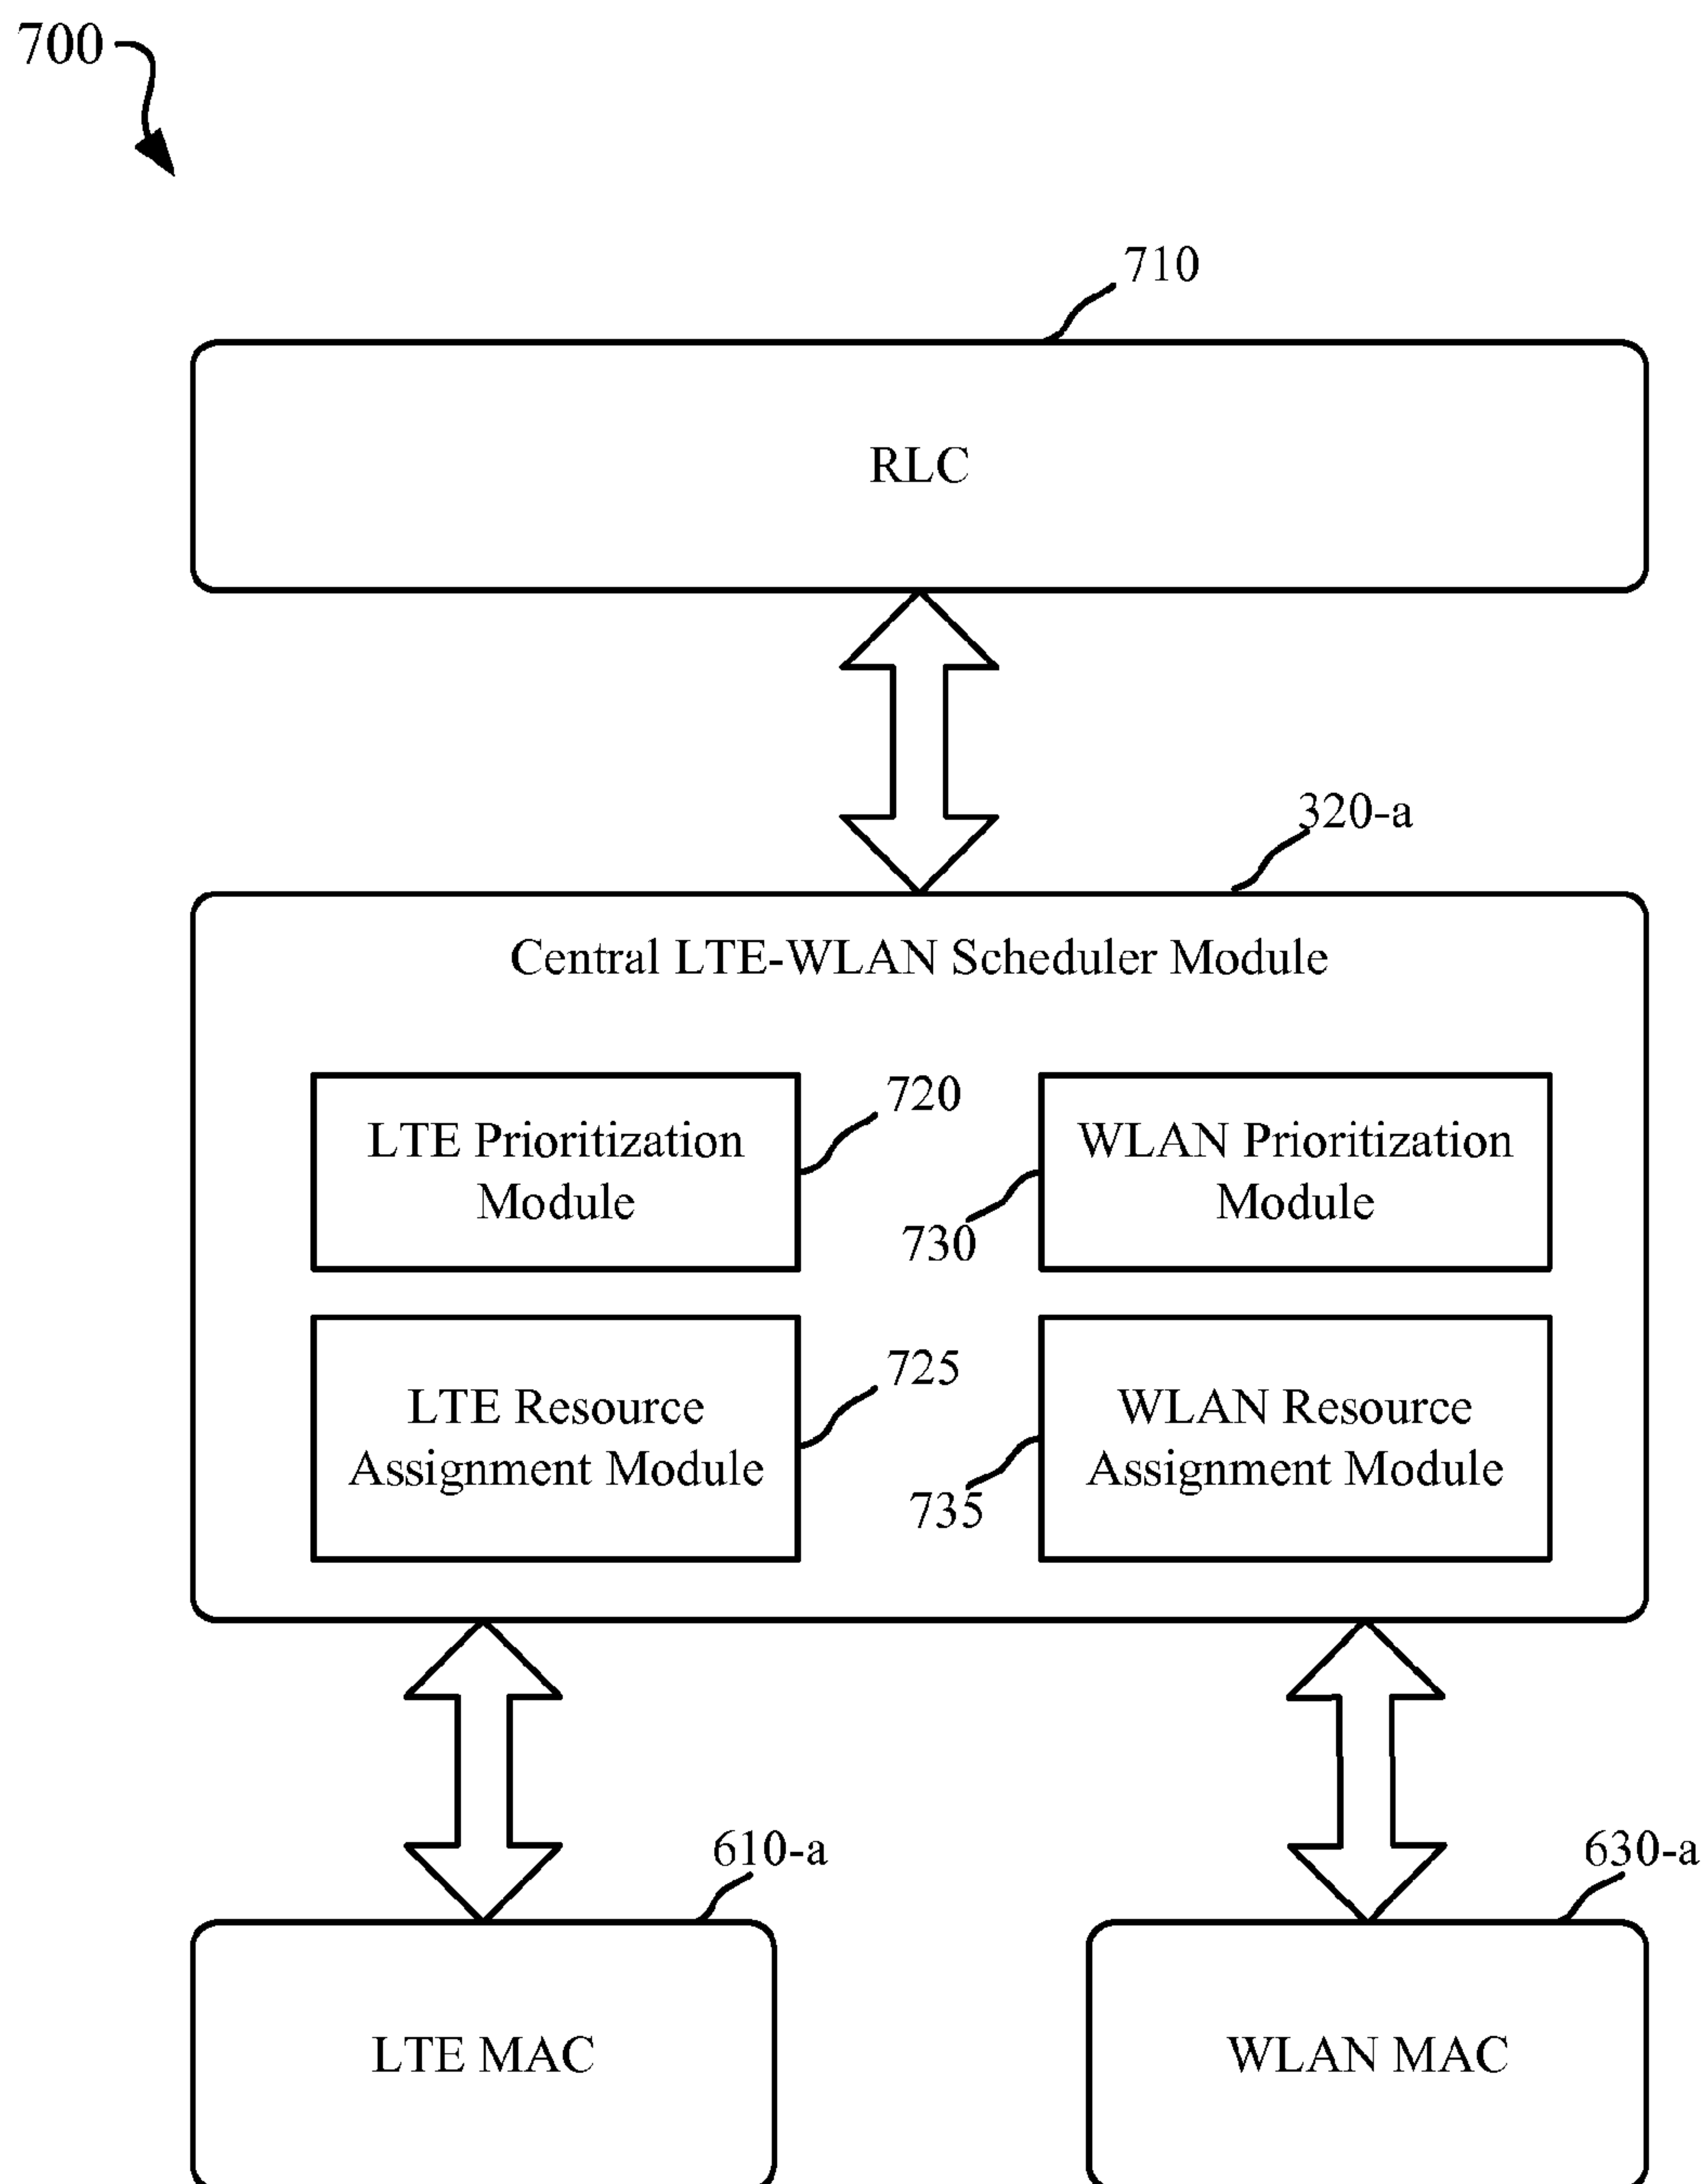 700
710
RLC
320-a
Central LTE-WLAN Scheduler Module
LTE Prioritization
Module
720
WLAN Prioritization
Module
730
LTE Resource
Assignment Module
725
WLAN Resource
Assignment Module
735
610-a
630-a
LTE MAC
WLAN MAC